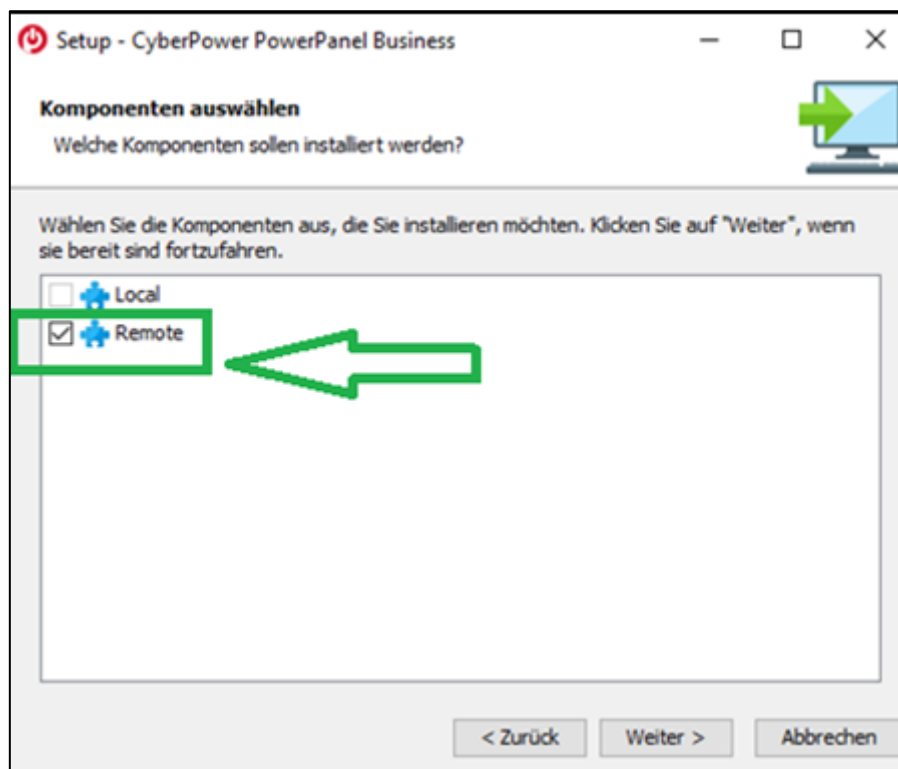 Setup - CyberPower PowerPanel Business
Komponenten auswählen
Welche Komponenten sollen installiert werden?
Wählen Sie die Komponenten aus, die Sie installieren möchten. Klicken Sie auf "Weiter", wenn
sie bereit sind fortzufahren.
Local
Remote
< Zurück
Weiter >
Abbrechen